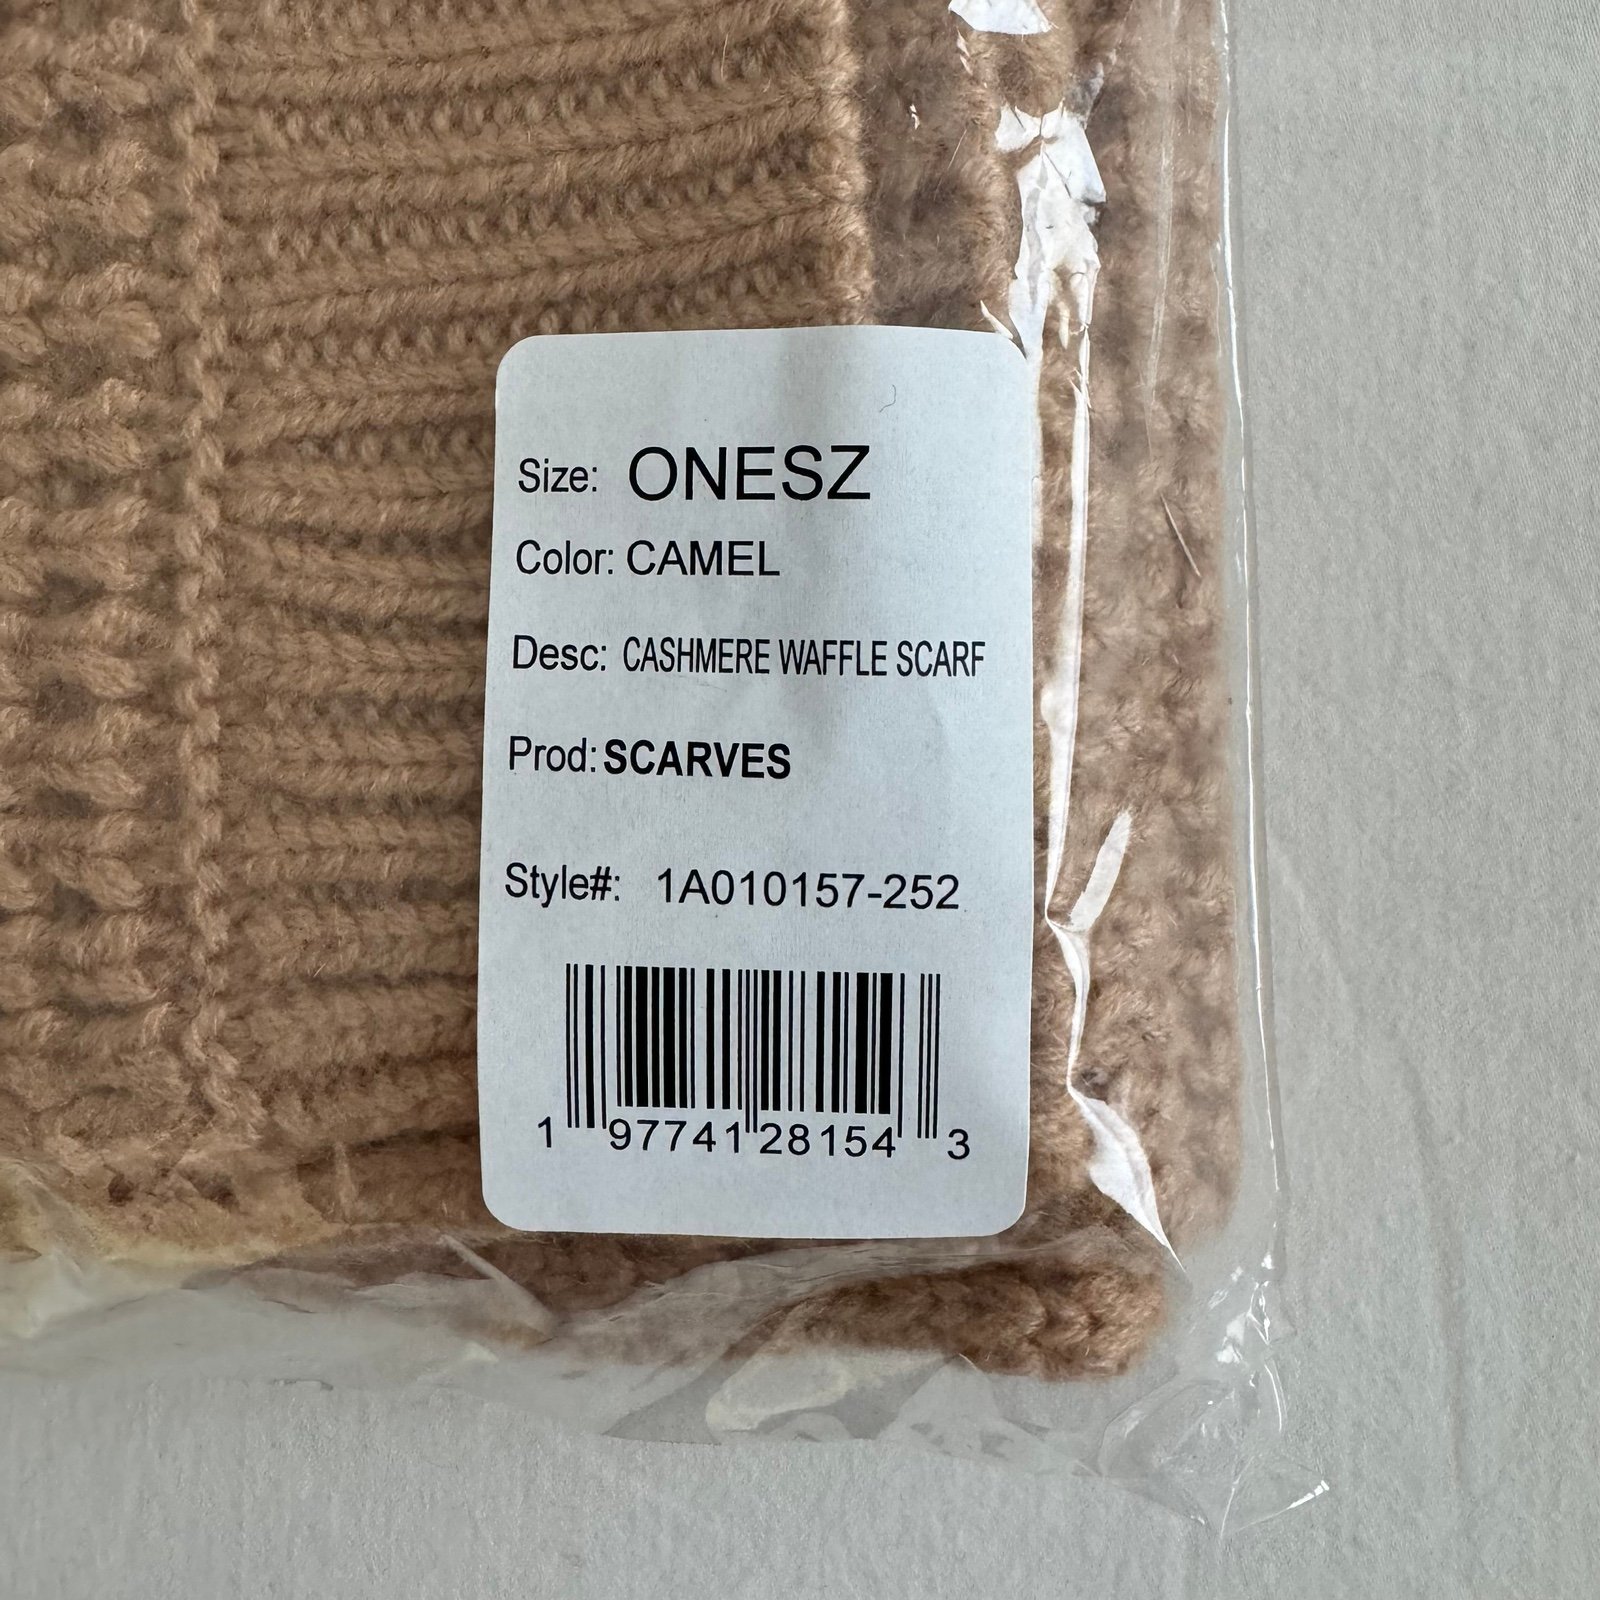 Size: ONESZ
Color: CAMEL
Desc: CASHMERE WAFFLE SCARF
Prod: SCARVES
Style#: 1A010157-252
1 97741 28154 3